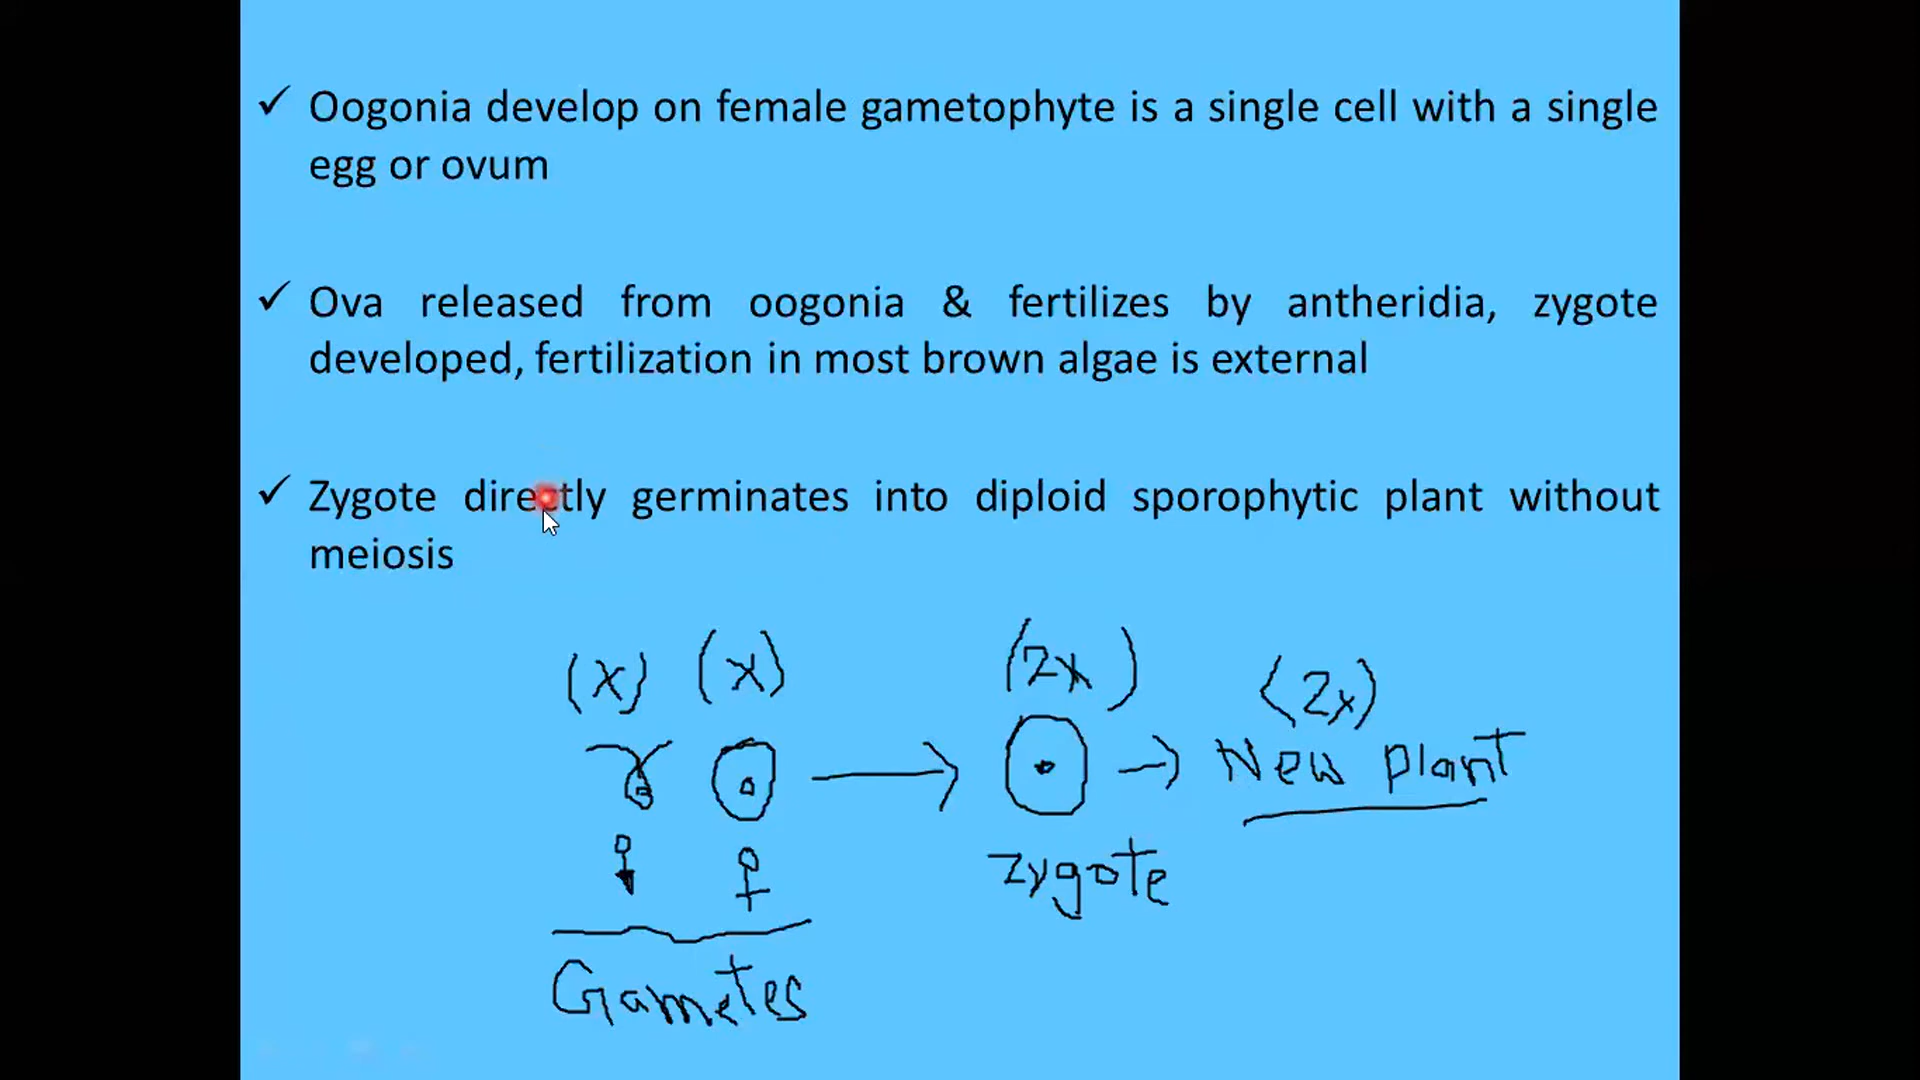 ✓ Oogonia develop on female gametophyte is a single cell with a single
egg or ovum
✓ Ova released from oogonia & fertilizes by antheridia, zygote
developed, fertilization in most brown algae is external
✓ Zygote directly germinates into diploid sporophytic plant without
meiosis
(x) (x) (2x) (2x)
New plant
zygote
Gametes